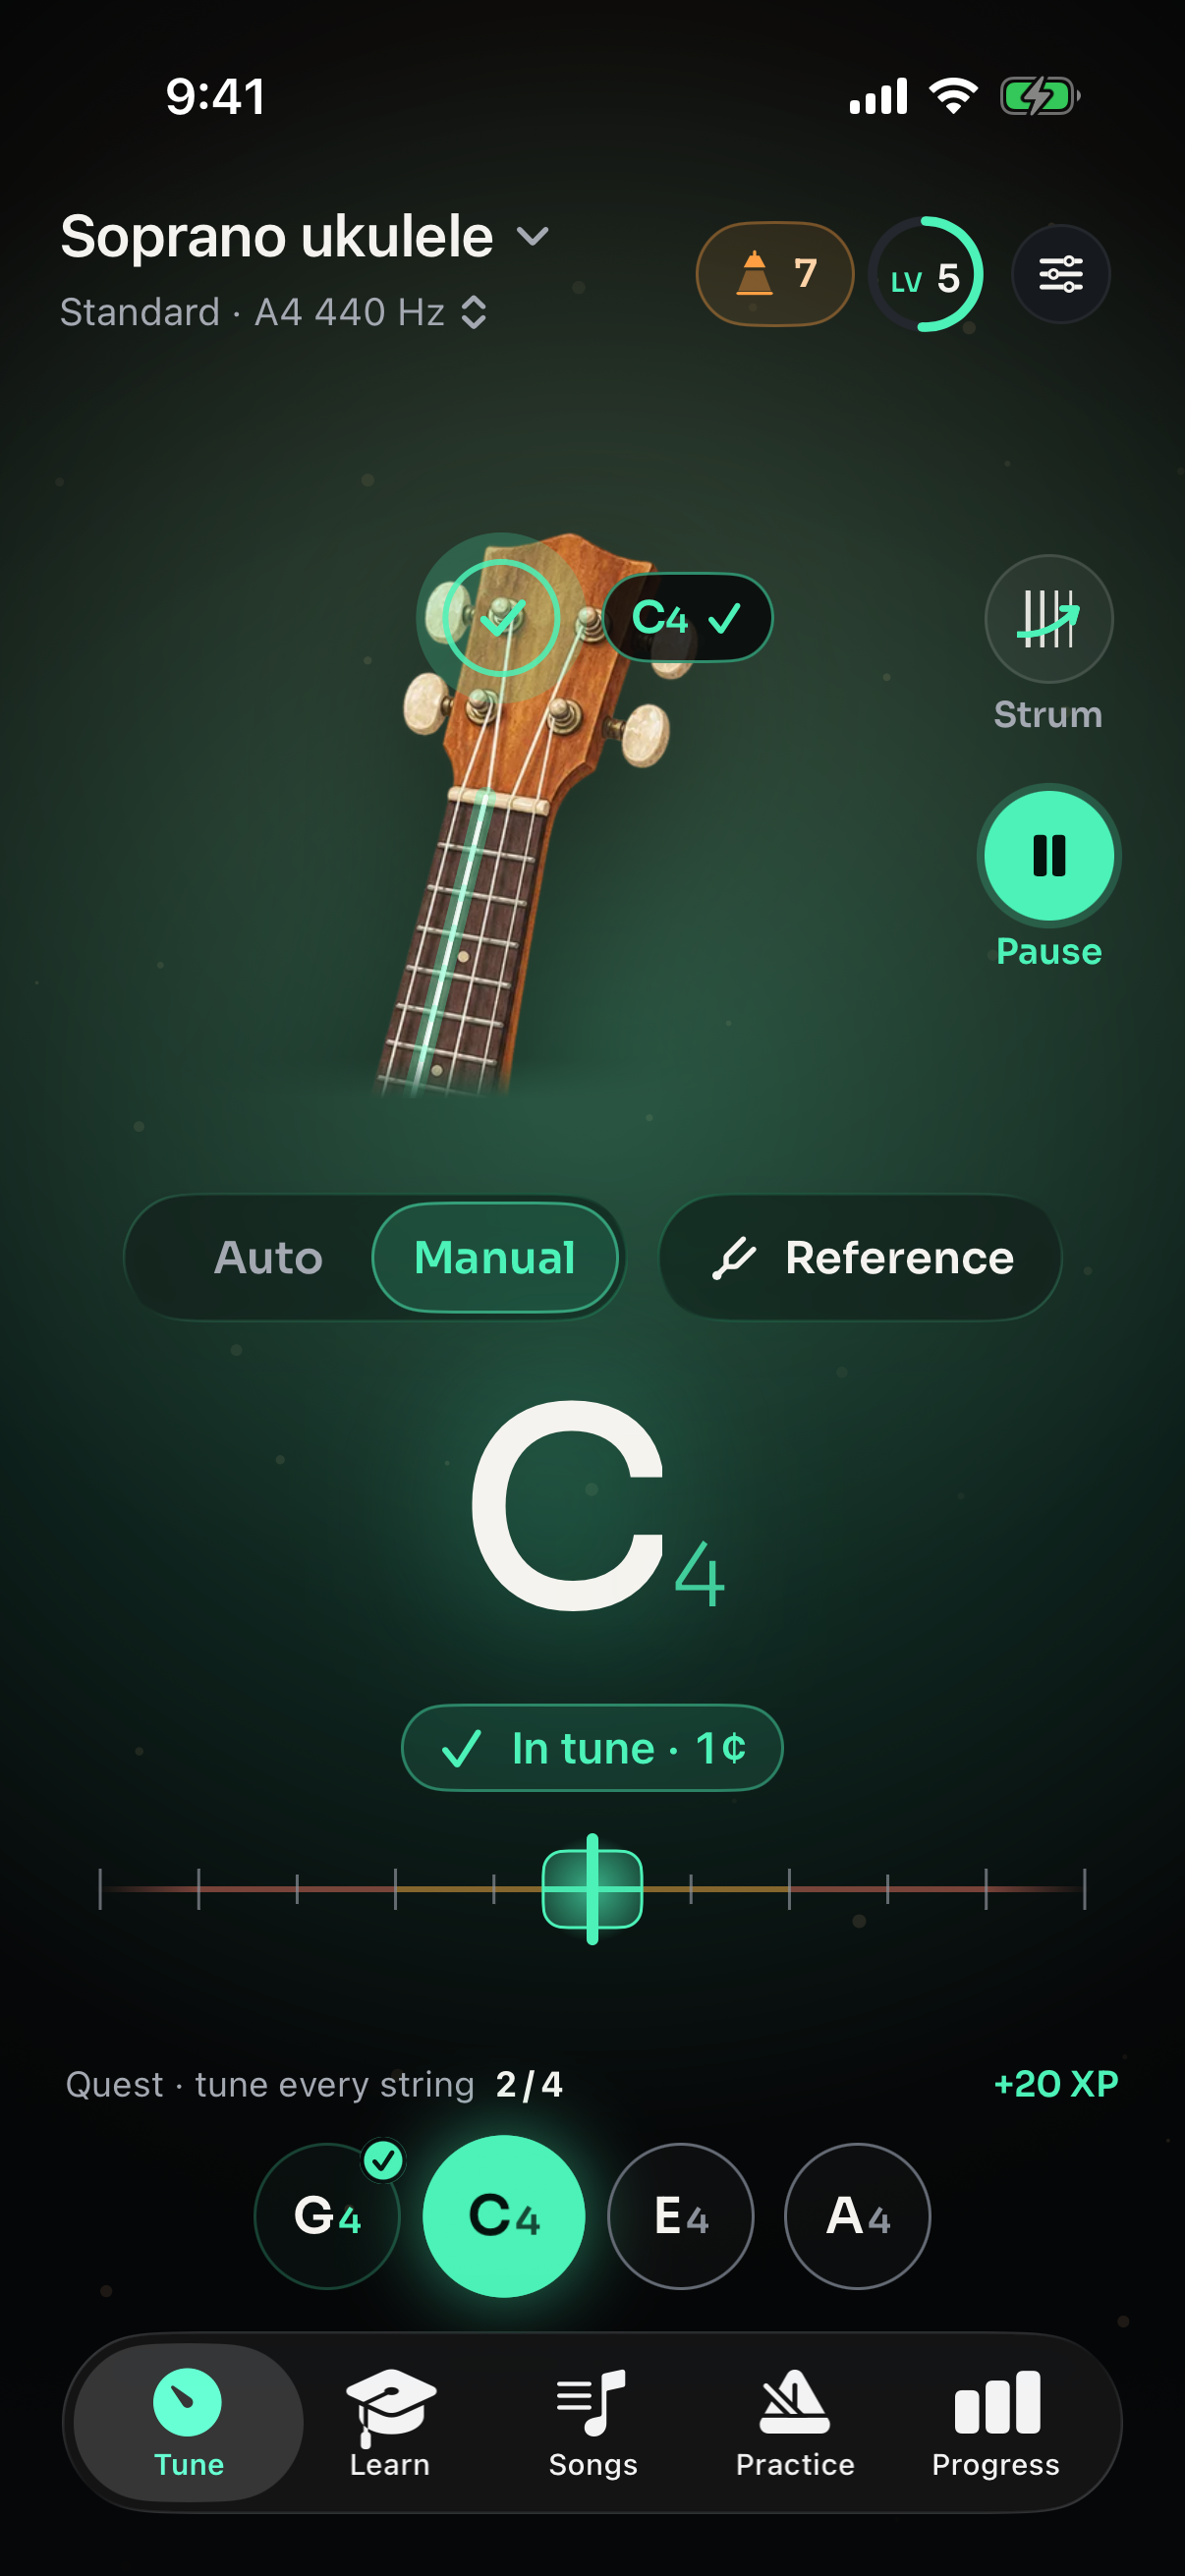 9:41
Soprano ukulele
Standard · A4 440 Hz
7
LV 5
C4
Strum
Pause
Auto
Manual
Reference
C4
In tune · 1¢
Quest · tune every string 2/4
+20 XP
G4
C4
E4
A4
Tune
Learn
Songs
Practice
Progress